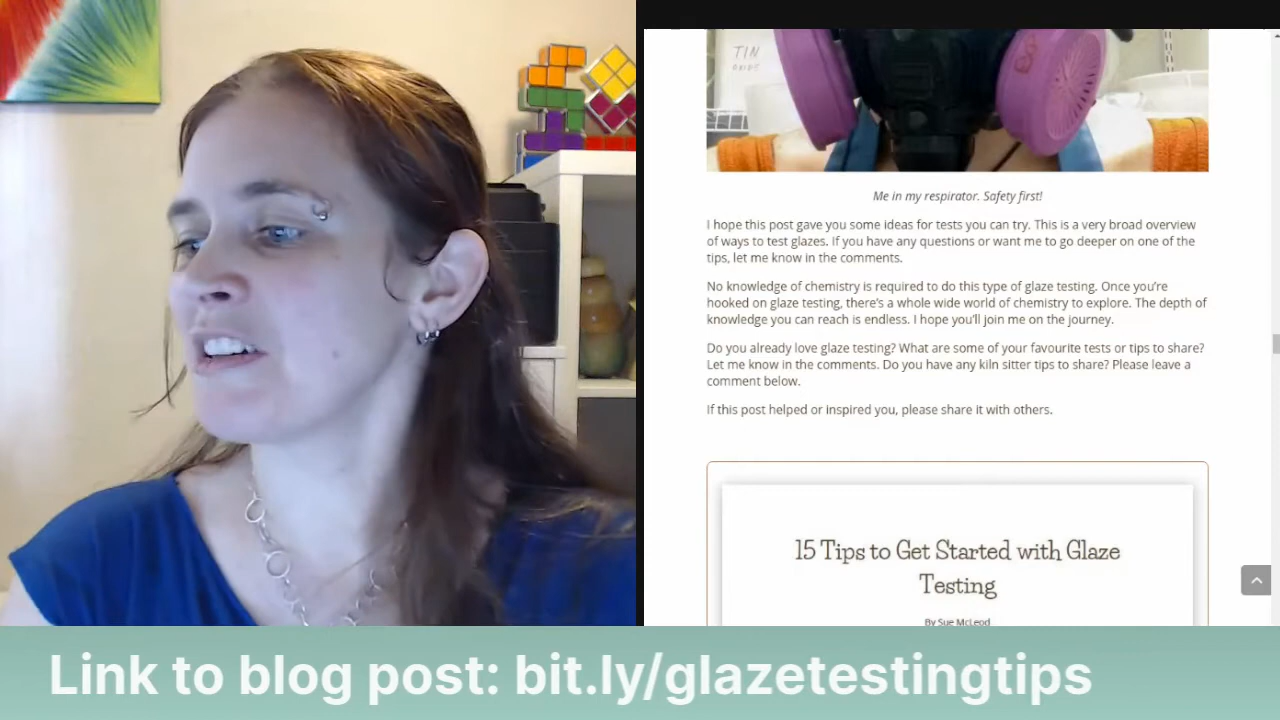 TIN
OXIDE
Me in my respirator. Safety first!
I hope this post gave you some ideas for tests you can try. This is a very broad overview
of ways to test glazes. If you have any questions or want me to go deeper on one of the
tips, let me know in the comments.
No knowledge of chemistry is required to do this type of glaze testing. Once you're
hooked on glaze testing, there's a whole wide world of chemistry to explore. The depth of
knowledge you can reach is endless. I hope you'll join me on the journey.
Do you already love glaze testing? What are some of your favourite tests or tips to share?
Let me know in the comments. Do you have any kiln sitter tips to share? Please leave a
comment below.
If this post helped or inspired you, please share it with others.
15 Tips to Get Started with Glaze
Testing
By Sue McLeod
Link to blog post: bit.ly/glazetestingtips